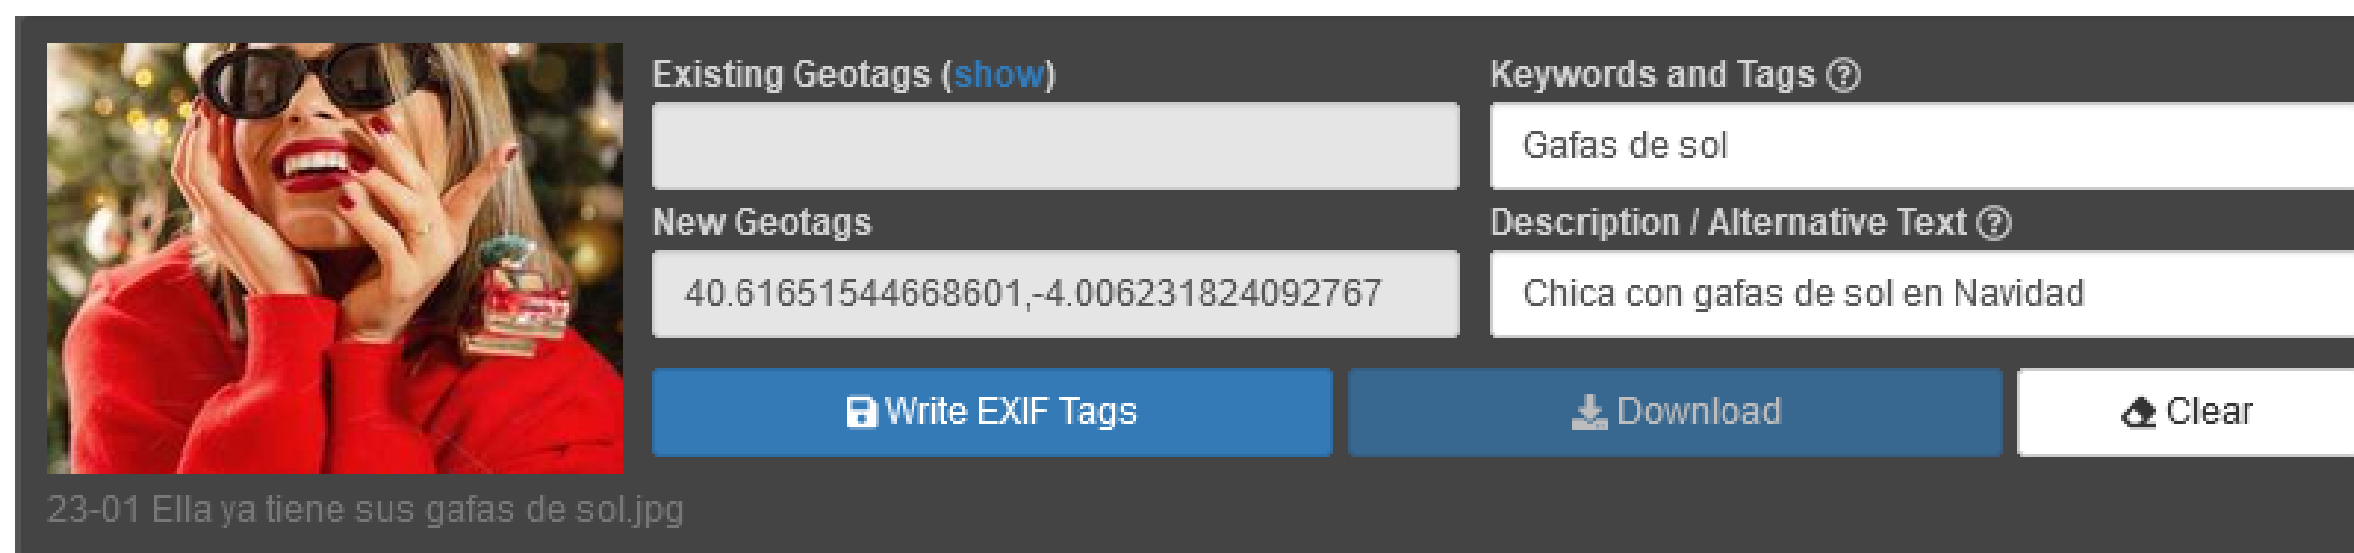 Existing Geotags (show)
Keywords and Tags
Gafas de sol
New Geotags
Description / Alternative Text
40.61651544668601,-4.006231824092767
Chica con gafas de sol en Navidad
Write EXIF Tags
Download
Clear
23-01 Ella ya tiene sus gafas de sol.jpg